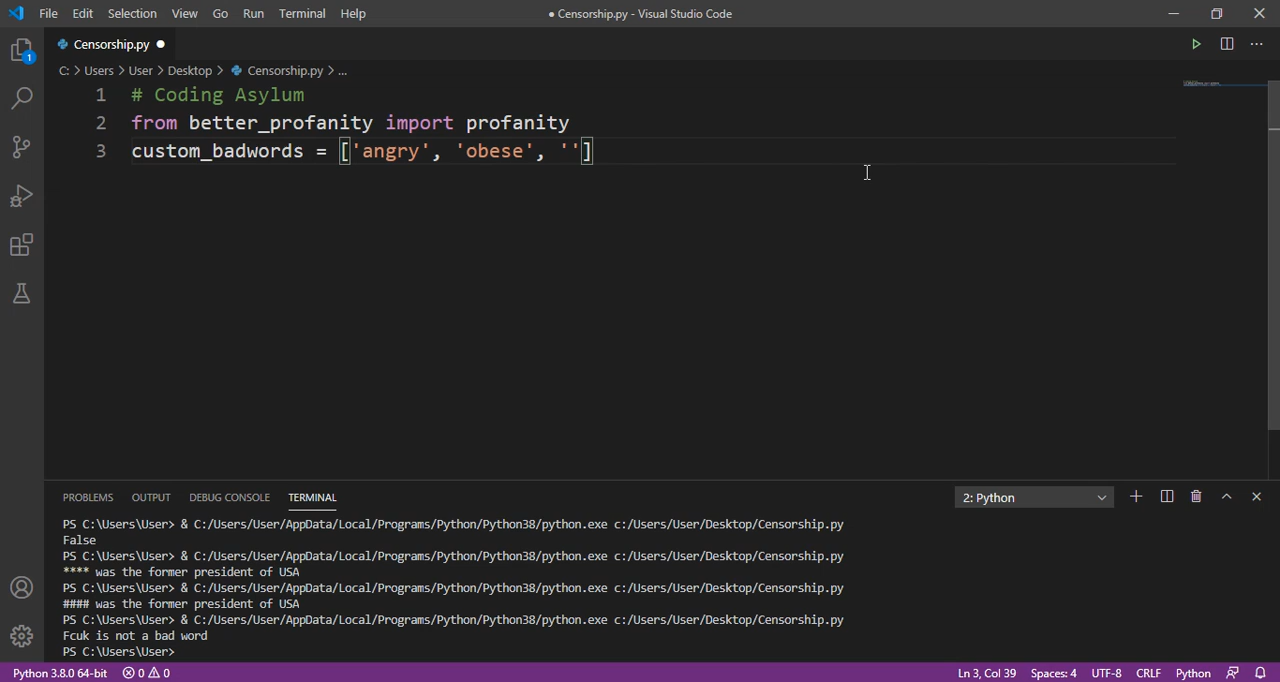 File Edit Selection View Go Run Terminal Help ● Censorship.py - Visual Studio Code
Censorship.py ●
C: > Users > User > Desktop > Censorship.py > ...
1 # Coding Asylum
2 from better_profanity import profanity
3 custom_badwords = ['angry', 'obese', '']
PROBLEMS OUTPUT DEBUG CONSOLE TERMINAL 2: Python
PS C:\Users\User> & C:/Users/User/AppData/Local/Programs/Python/Python38/python.exe c:/Users/User/Desktop/Censorship.py
False
PS C:\Users\User> & C:/Users/User/AppData/Local/Programs/Python/Python38/python.exe c:/Users/User/Desktop/Censorship.py
**** was the former president of USA
PS C:\Users\User> & C:/Users/User/AppData/Local/Programs/Python/Python38/python.exe c:/Users/User/Desktop/Censorship.py
#### was the former president of USA
PS C:\Users\User> & C:/Users/User/AppData/Local/Programs/Python/Python38/python.exe c:/Users/User/Desktop/Censorship.py
Fcuk is not a bad word
PS C:\Users\User>
Python 3.8.0 64-bit 0 0 Ln 3, Col 39 Spaces: 4 UTF-8 CRLF Python
1